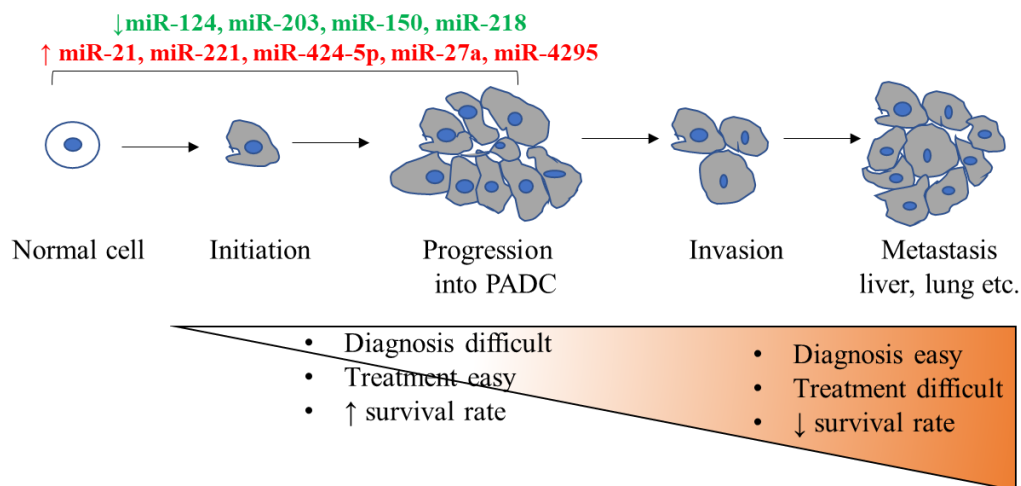 ↓miR-124, miR-203, miR-150, miR-218
↑ miR-21, miR-221, miR-424-5p, miR-27a, miR-4295
Normal cell
Initiation
Progression
into PADC
Invasion
Metastasis
liver, lung etc.
• Diagnosis difficult
• Treatment easy
• ↑ survival rate
• Diagnosis easy
• Treatment difficult
• ↓ survival rate